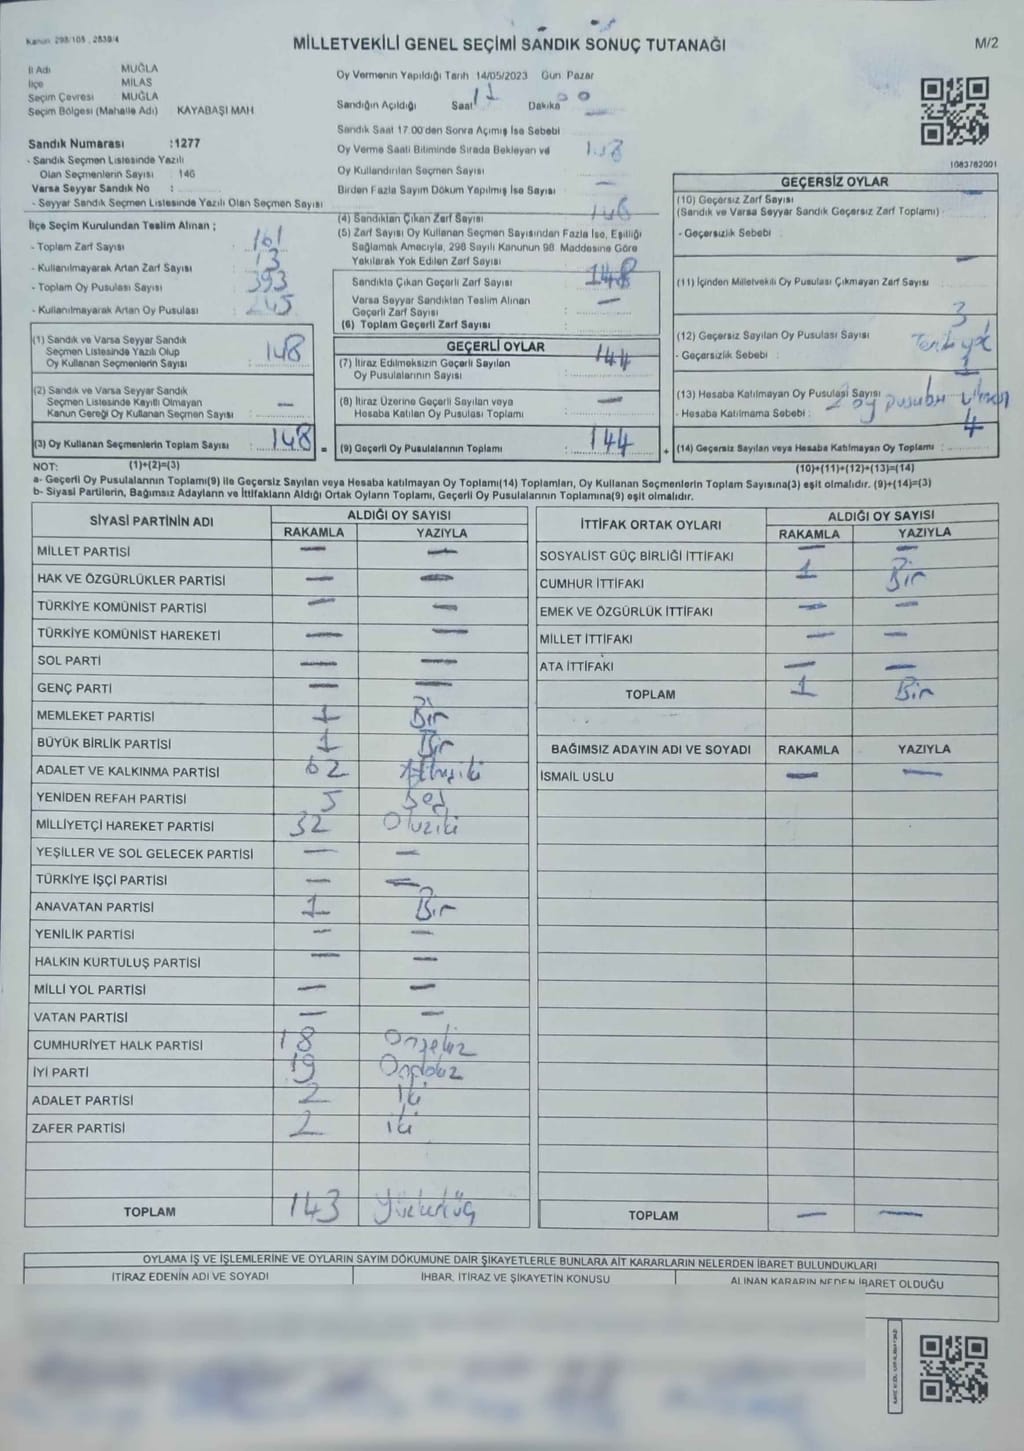 Kanun 298/105, 2839/4
MİLLETVEKİLİ GENEL SEÇİMİ SANDIK SONUÇ TUTANAĞI
M/2
İl Adı MUĞLA
İlçe MİLAS
Seçim Çevresi MUĞLA
Seçim Bölgesi (Mahalle Adı) KAYABAŞI MAH
Sandık Numarası :1277
- Sandık Seçmen Listesinde Yazılı
Olan Seçmenlerin Sayısı : 146
Varsa Seyyar Sandık No :
- Seyyar Sandık Seçmen Listesinde Yazılı Olan Seçmen Sayısı
Oy Vermenin Yapıldığı Tarih 14/05/2023 Gün Pazar
Sandığın Açıldığı Saat 17 Dakika 00
Sandık Saat 17 00'den Sonra Açımış İse Sebebi —
Oy Verme Saati Bitiminde Sırada Bekleyen ve
Oy Kullandırılan Seçmen Sayısı
Birden Fazla Sayım Döküm Yapılmış İse Sayısı —
1083782001
İlçe Seçim Kurulundan Teslim Alınan ;
- Toplam Zarf Sayısı : 161
- Kullanılmayarak Artan Zarf Sayısı : 13
- Toplam Oy Pusulası Sayısı : 393
- Kullanılmayarak Artan Oy Pusulası : 245
(4) Sandıktan Çıkan Zarf Sayısı 148
(5) Zarf Sayısı Oy Kullanan Seçmen Sayısından Fazla İse, Eşitliği
Sağlamak Amacıyla, 298 Sayılı Kanunun 98. Maddesine Göre
Yakılarak Yok Edilen Zarf Sayısı
Sandıkta Çıkan Geçerli Zarf Sayısı 148
Varsa Seyyar Sandıktan Teslim Alınan
Geçerli Zarf Sayısı —
(6) Toplam Geçerli Zarf Sayısı
GEÇERSİZ OYLAR
(10) Geçersiz Zarf Sayısı —
(Sandık ve Varsa Seyyar Sandık Geçersiz Zarf Toplamı)
- Geçersizlik Sebebi
(11) İçinden Milletvekili Oy Pusulası Çıkmayan Zarf Sayısı —
(12) Geçersiz Sayılan Oy Pusulası Sayısı 3
- Geçersizlik Sebebi :
(13) Hesaba Katılmayan Oy Pusulası Sayısı 1
- Hesaba Katılmama Sebebi : 2 oy pusulası
(14) Geçersiz Sayılan veya Hesaba Katılmayan Oy Toplamı : 4
(10)+(11)+(12)+(13)=(14)
(1) Sandık ve Varsa Seyyar Sandık
Seçmen Listesinde Yazılı Olup
Oy Kullanan Seçmenlerin Sayısı : 148
(2) Sandık ve Varsa Seyyar Sandık
Seçmen Listesinde Kayıtlı Olmayan
Kanun Gereği Oy Kullanan Seçmen Sayısı : —
(3) Oy Kullanan Seçmenlerin Toplam Sayısı : 148 =
GEÇERLİ OYLAR
(7) İtiraz Edilmeksizin Geçerli Sayılan
Oy Pusulalarının Sayısı : 144
(8) İtiraz Üzerine Geçerli Sayılan veya
Hesaba Katılan Oy Pusulası Toplamı : —
(9) Geçerli Oy Pusulalarının Toplamı : 144 +
NOT: (1)+(2)=(3)
a- Geçerli Oy Pusulalarının Toplamı(9) ile Geçersiz Sayılan veya Hesaba katılmayan Oy Toplamı(14) Toplamları, Oy Kullanan Seçmenlerin Toplam Sayısına(3) eşit olmalıdır. (9)+(14)=(3)
b- Siyasi Partilerin, Bağımsız Adayların ve İttifakların Aldığı Ortak Oyların Toplamı, Geçerli Oy Pusulalarının Toplamına(9) eşit olmalıdır.
SİYASİ PARTİNİN ADI ALDIĞI OY SAYISI
RAKAMLA YAZIYLA
MİLLET PARTİSİ — —
HAK VE ÖZGÜRLÜKLER PARTİSİ — —
TÜRKİYE KOMÜNİST PARTİSİ — —
TÜRKİYE KOMÜNİST HAREKETİ — —
SOL PARTİ — —
GENÇ PARTİ — —
MEMLEKET PARTİSİ 1 Bir
BÜYÜK BİRLİK PARTİSİ 1 Bir
ADALET VE KALKINMA PARTİSİ 62 Altmışiki
YENİDEN REFAH PARTİSİ 5 Beş
MİLLİYETÇİ HAREKET PARTİSİ 32 Otuziki
YEŞİLLER VE SOL GELECEK PARTİSİ — —
TÜRKİYE İŞÇİ PARTİSİ — —
ANAVATAN PARTİSİ 1 Bir
YENİLİK PARTİSİ — —
HALKIN KURTULUŞ PARTİSİ — —
MİLLİ YOL PARTİSİ — —
VATAN PARTİSİ — —
CUMHURİYET HALK PARTİSİ 18 Onsekiz
İYİ PARTİ 19 Ondokuz
ADALET PARTİSİ 2 İki
ZAFER PARTİSİ 2 iki
TOPLAM 143
İTTİFAK ORTAK OYLARI ALDIĞI OY SAYISI
RAKAMLA YAZIYLA
SOSYALİST GÜÇ BİRLİĞİ İTTİFAKI — —
CUMHUR İTTİFAKI 1 Bir
EMEK VE ÖZGÜRLÜK İTTİFAKI — —
MİLLET İTTİFAKI — —
ATA İTTİFAKI — —
TOPLAM 1 Bir
BAĞIMSIZ ADAYIN ADI VE SOYADI RAKAMLA YAZIYLA
İSMAİL USLU — —
TOPLAM — —
OYLAMA İŞ VE İŞLEMLERİNE VE OYLARIN SAYIM DÖKÜMÜNE DAİR ŞİKAYETLERLE BUNLARA AİT KARARLARIN NELERDEN İBARET BULUNDUKLARI
İTİRAZ EDENİN ADI VE SOYADI İHBAR, İTİRAZ VE ŞİKAYETİN KONUSU ALINAN KARARIN NEDEN İBARET OLDUĞU